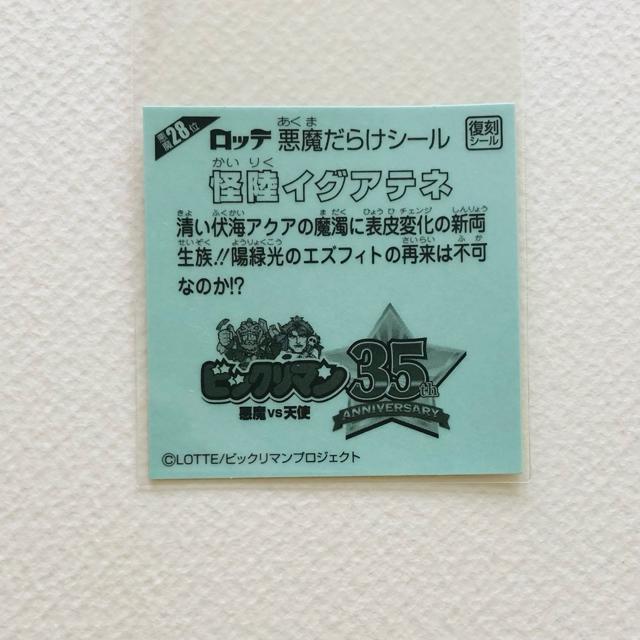 悪魔28位
ロッテ 悪魔だらけシール
あくま
復刻
シール
かい りく
怪陸イグアテネ
きよ ふくかい ま だく ひょう ひ チェンジ しんりょう
清い伏海アクアの魔濁に表皮変化の新両
せいぞく ようりょくこう さいらい ふ か
生族!!陽緑光のエズフィトの再来は不可
なのか!?
ビックリマン
悪魔VS天使
35th
ANNIVERSARY
©LOTTE/ビックリマンプロジェクト